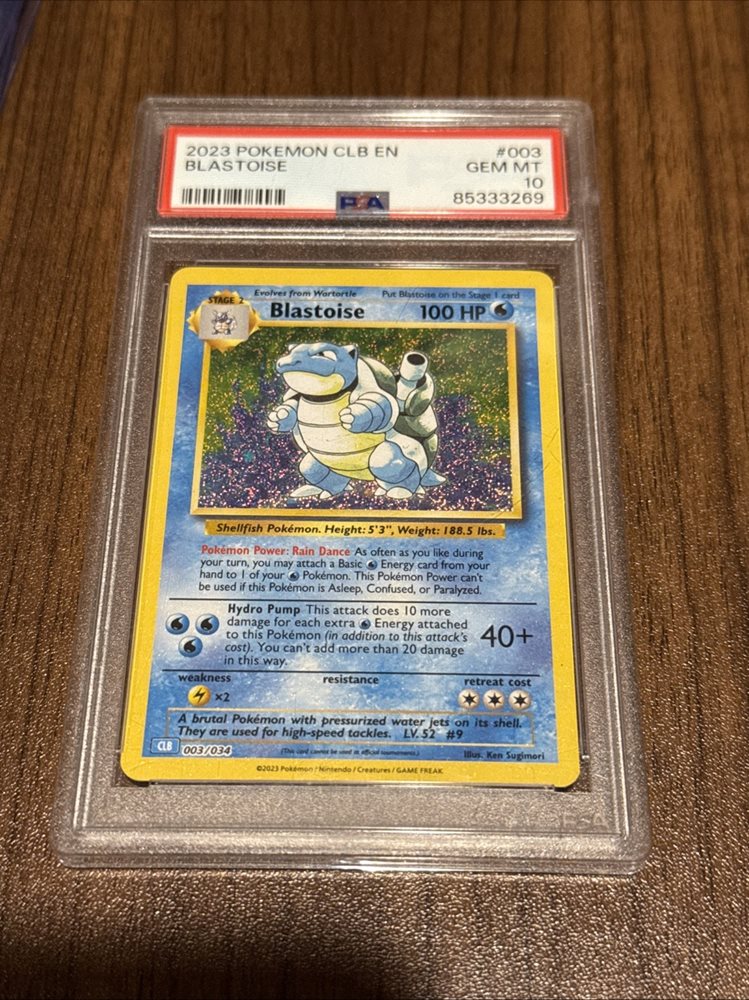 2023 POKEMON CLB EN #003
BLASTOISE GEM MT
10
PSA 85333269
STAGE 2 Evolves from Wartortle Put Blastoise on the Stage 1 card
Blastoise 100 HP
Shellfish Pokémon. Height: 5'3", Weight: 188.5 lbs.
Pokémon Power: Rain Dance As often as you like during
your turn, you may attach a Basic Energy card from your
hand to 1 of your Pokémon. This Pokémon Power can't
be used if this Pokémon is Asleep, Confused, or Paralyzed.
Hydro Pump This attack does 10 more
damage for each extra Energy attached
to this Pokémon (in addition to this attack's
cost). You can't add more than 20 damage
in this way.
40+
weakness resistance retreat cost
×2
A brutal Pokémon with pressurized water jets on its shell.
They are used for high-speed tackles. LV. 52 #9
CLB 003/034 (This card cannot be used at official tournaments.) Illus. Ken Sugimori
©2023 Pokémon / Nintendo / Creatures / GAME FREAK
PSA